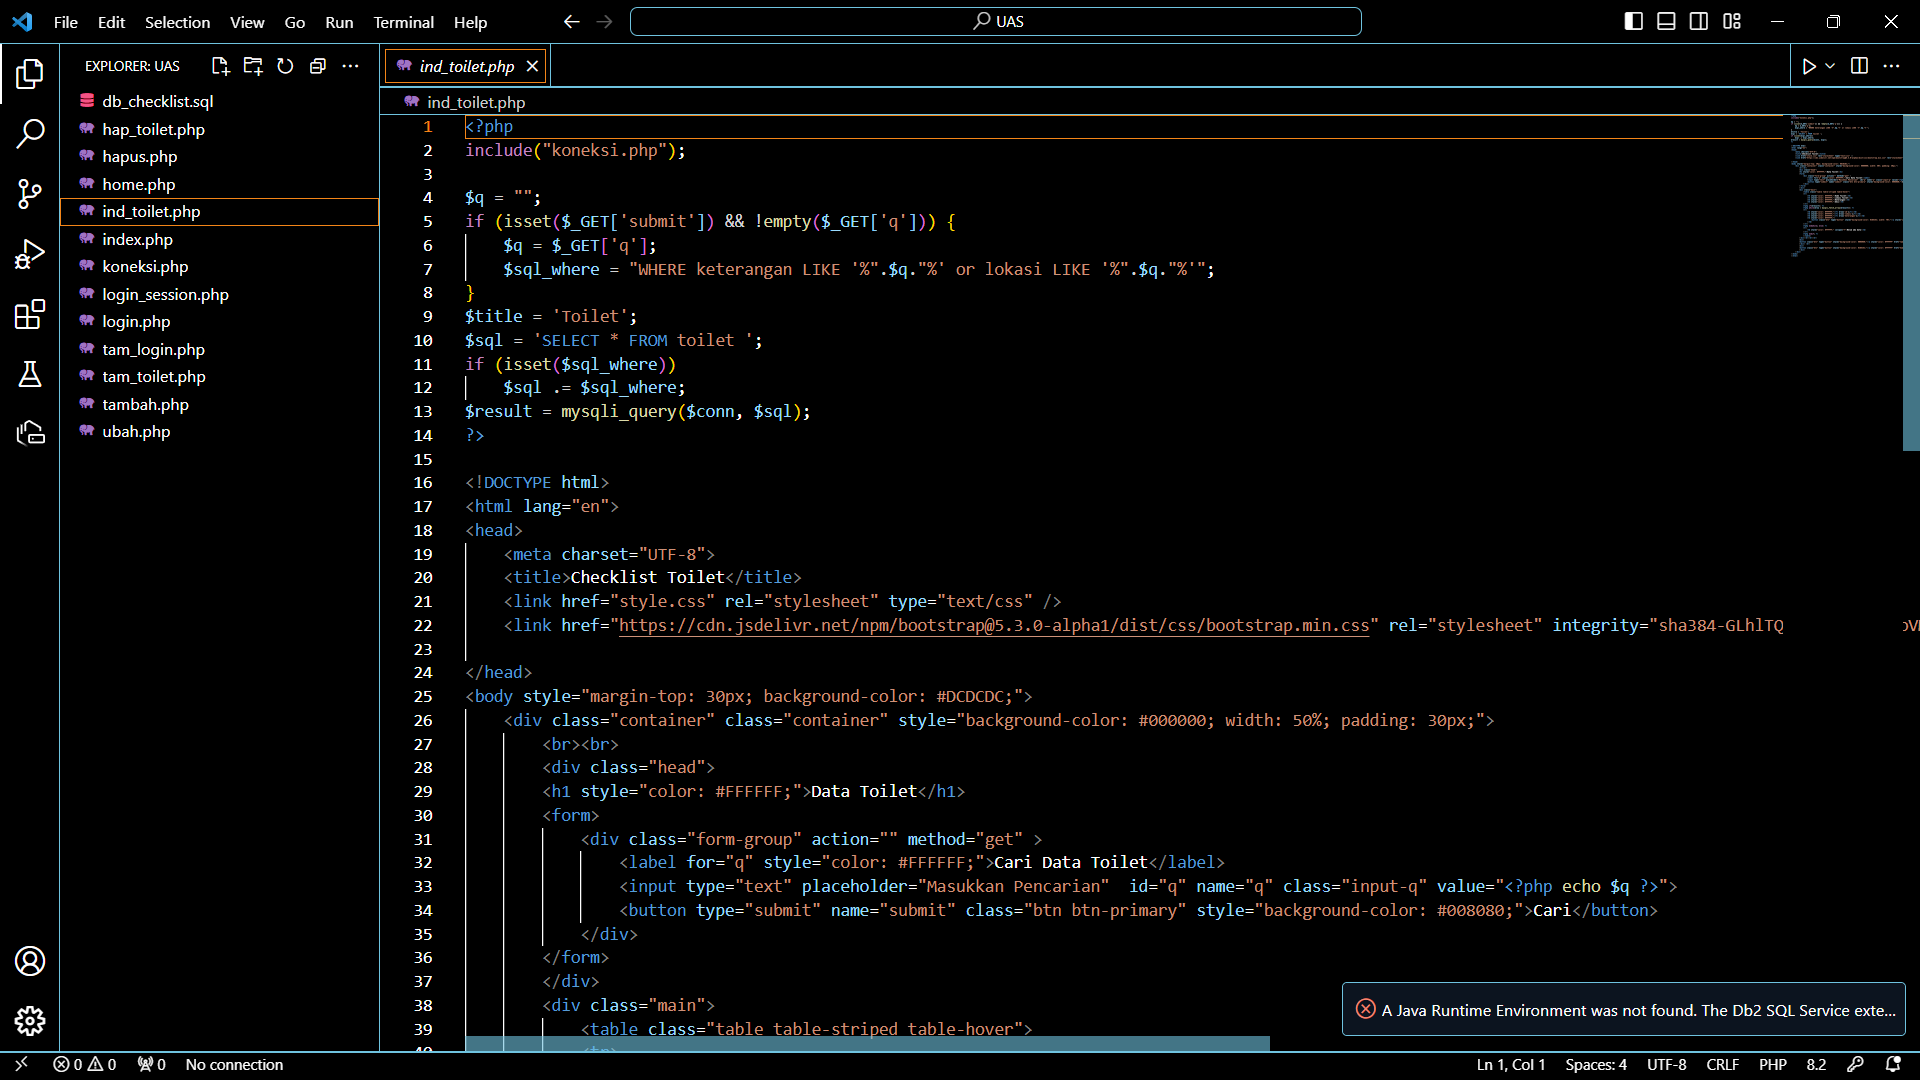 File Edit Selection View Go Run Terminal Help
UAS
EXPLORER: UAS
db_checklist.sql
hap_toilet.php
hapus.php
home.php
ind_toilet.php
index.php
koneksi.php
login_session.php
login.php
tam_login.php
tam_toilet.php
tambah.php
ubah.php
ind_toilet.php
ind_toilet.php
1 <?php
2 include("koneksi.php");
3
4 $q = "";
5 if (isset($_GET['submit']) && !empty($_GET['q'])) {
6     $q = $_GET['q'];
7     $sql_where = "WHERE keterangan LIKE '%".$q."%' or lokasi LIKE '%".$q."%'";
8 }
9 $title = 'Toilet';
10 $sql = 'SELECT * FROM toilet ';
11 if (isset($sql_where))
12     $sql .= $sql_where;
13 $result = mysqli_query($conn, $sql);
14 ?>
15
16 <!DOCTYPE html>
17 <html lang="en">
18 <head>
19     <meta charset="UTF-8">
20     <title>Checklist Toilet</title>
21     <link href="style.css" rel="stylesheet" type="text/css" />
22     <link href="https://cdn.jsdelivr.net/npm/bootstrap@5.3.0-alpha1/dist/css/bootstrap.min.css" rel="stylesheet" integrity="sha384-GLhlTQ
23
24 </head>
25 <body style="margin-top: 30px; background-color: #DCDCDC;">
26     <div class="container" class="container" style="background-color: #000000; width: 50%; padding: 30px;">
27         <br><br>
28         <div class="head">
29         <h1 style="color: #FFFFFF;">Data Toilet</h1>
30         <form>
31             <div class="form-group" action="" method="get" >
32                 <label for="q" style="color: #FFFFFF;">Cari Data Toilet</label>
33                 <input type="text" placeholder="Masukkan Pencarian"  id="q" name="q" class="input-q" value="<?php echo $q ?>">
34                 <button type="submit" name="submit" class="btn btn-primary" style="background-color: #008080;">Cari</button>
35             </div>
36         </form>
37         </div>
38         <div class="main">
39             <table class="table table-striped table-hover">
A Java Runtime Environment was not found. The Db2 SQL Service exte...
0 0 0 No connection
Ln 1, Col 1 Spaces: 4 UTF-8 CRLF PHP 8.2